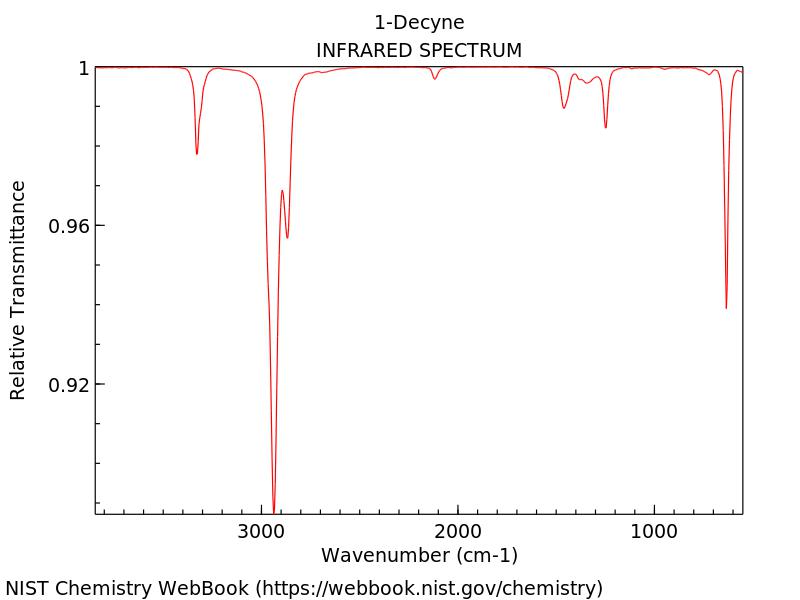 1-Decyne
INFRARED SPECTRUM
1
0.96
0.92
Relative Transmittance
3000 2000 1000
Wavenumber (cm-1)
NIST Chemistry WebBook (https://webbook.nist.gov/chemistry)